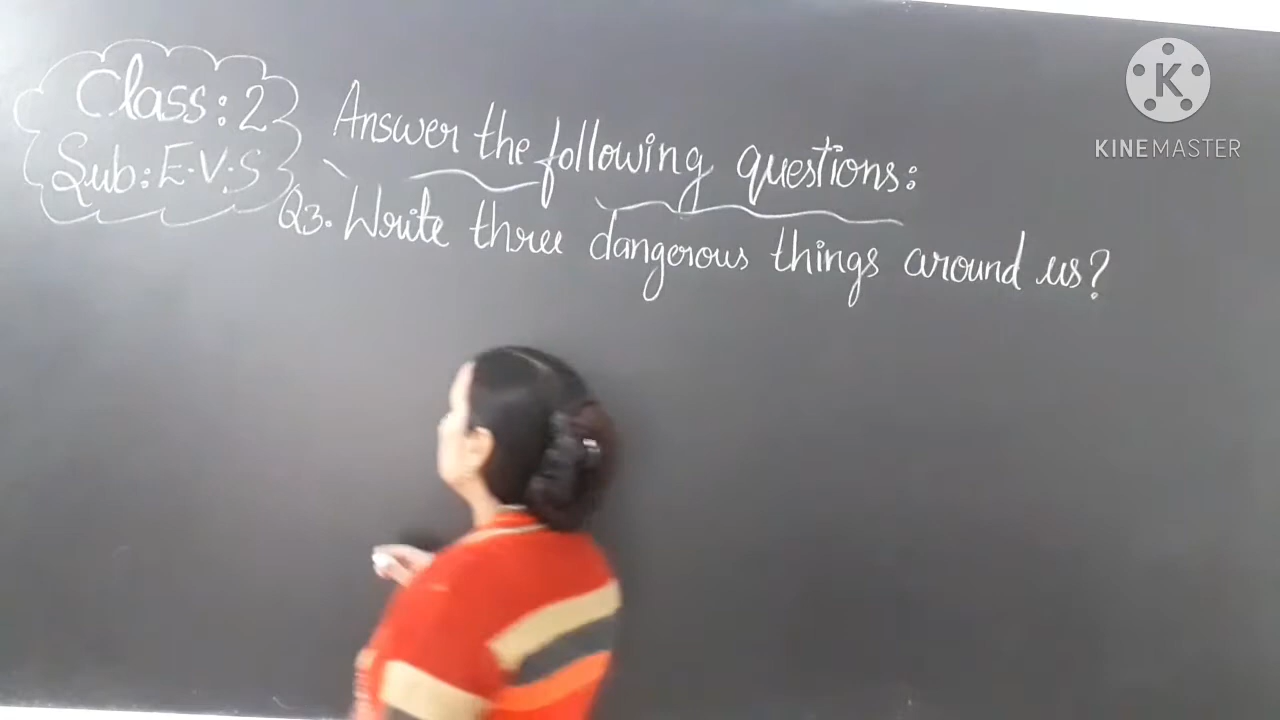 Class: 2
Sub: E.V.S
Answer the following questions:
Q3. Write three dangerous things around us?
K
KINEMASTER